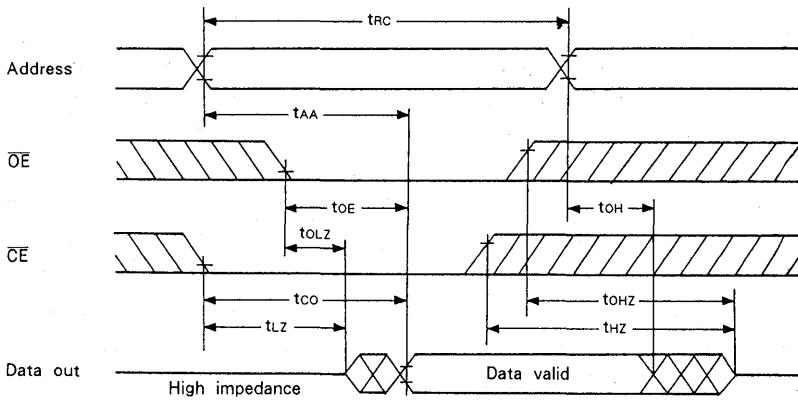 tRC
Address
tAA
OE
tOE
tOH
tOLZ
CE
tCO
tOHZ
tLZ
tHZ
Data out
High impedance
Data valid